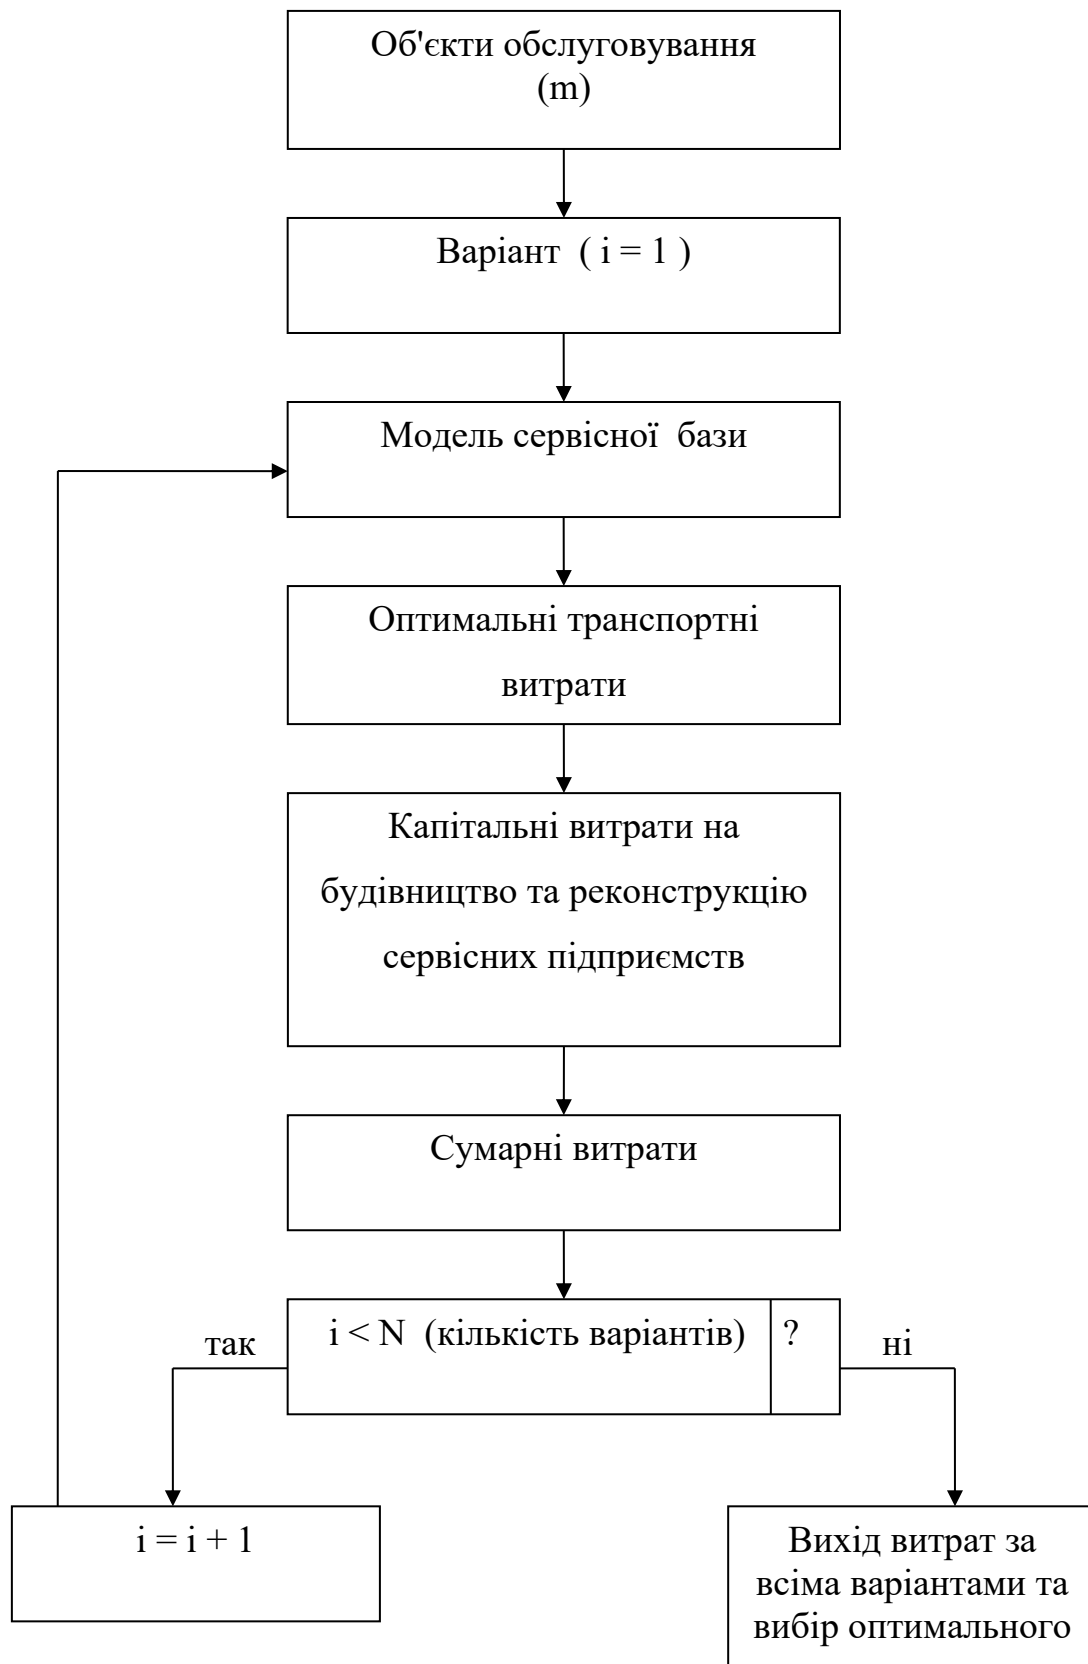 Об'єкти обслуговування
(m)
Варіант ( i = 1 )
Модель сервісної бази
Оптимальні транспортні
витрати
Капітальні витрати на
будівництво та реконструкцію
сервісних підприємств
Сумарні витрати
i < N (кількість варіантів) ?
так
ні
i = i + 1
Вихід витрат за
всіма варіантами та
вибір оптимального